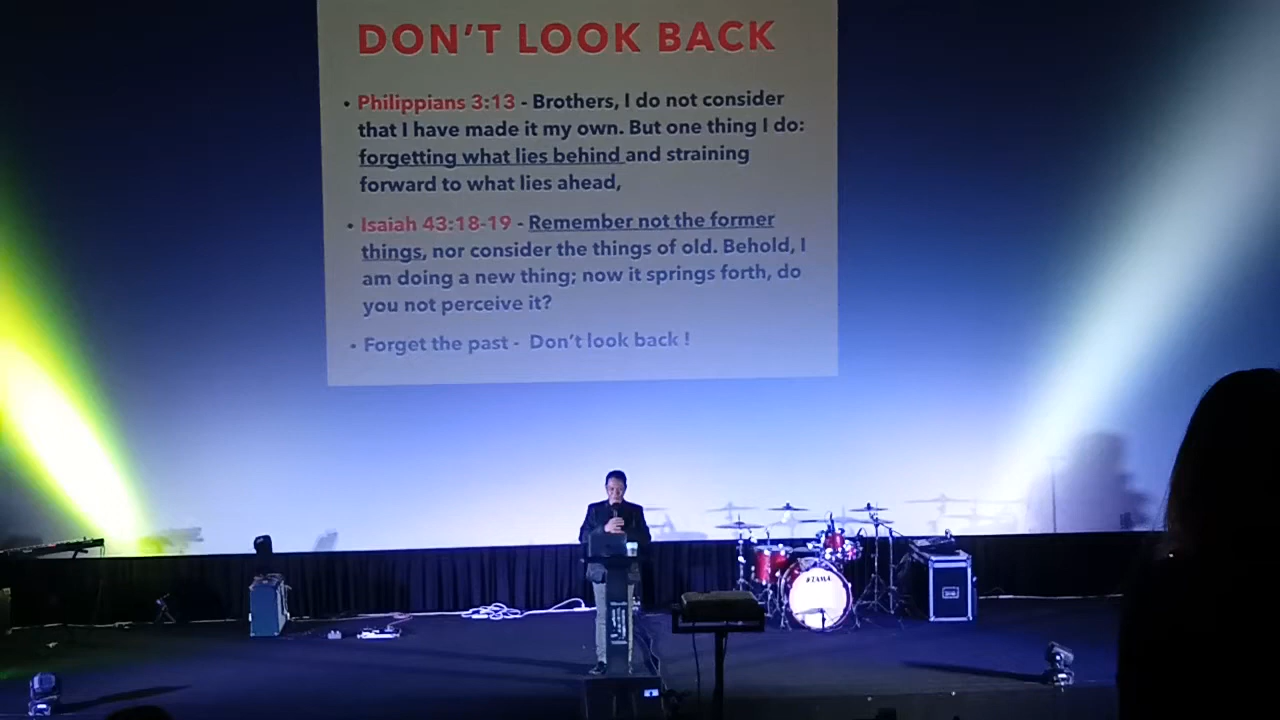 DON'T LOOK BACK
• Philippians 3:13 - Brothers, I do not consider
that I have made it my own. But one thing I do:
forgetting what lies behind and straining
forward to what lies ahead,
• Isaiah 43:18-19 - Remember not the former
things, nor consider the things of old. Behold, I
am doing a new thing; now it springs forth, do
you not perceive it?
• Forget the past - Don't look back !
TAMA